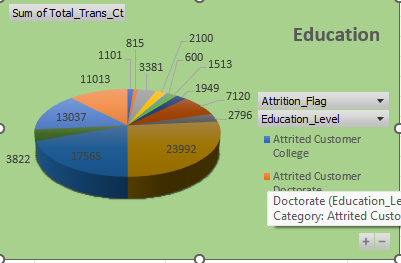 Sum of Total_Trans_Ct
Education
815
2100
1101
600
3381
1513
11013
1949
7120
2796
13037
3822
17565
23992
Attrition_Flag
Education_Level
Attrited Customer
College
Attrited Customer
Doctorate
Doctorate (Education_Le
Category: Attrited Custo
+ −